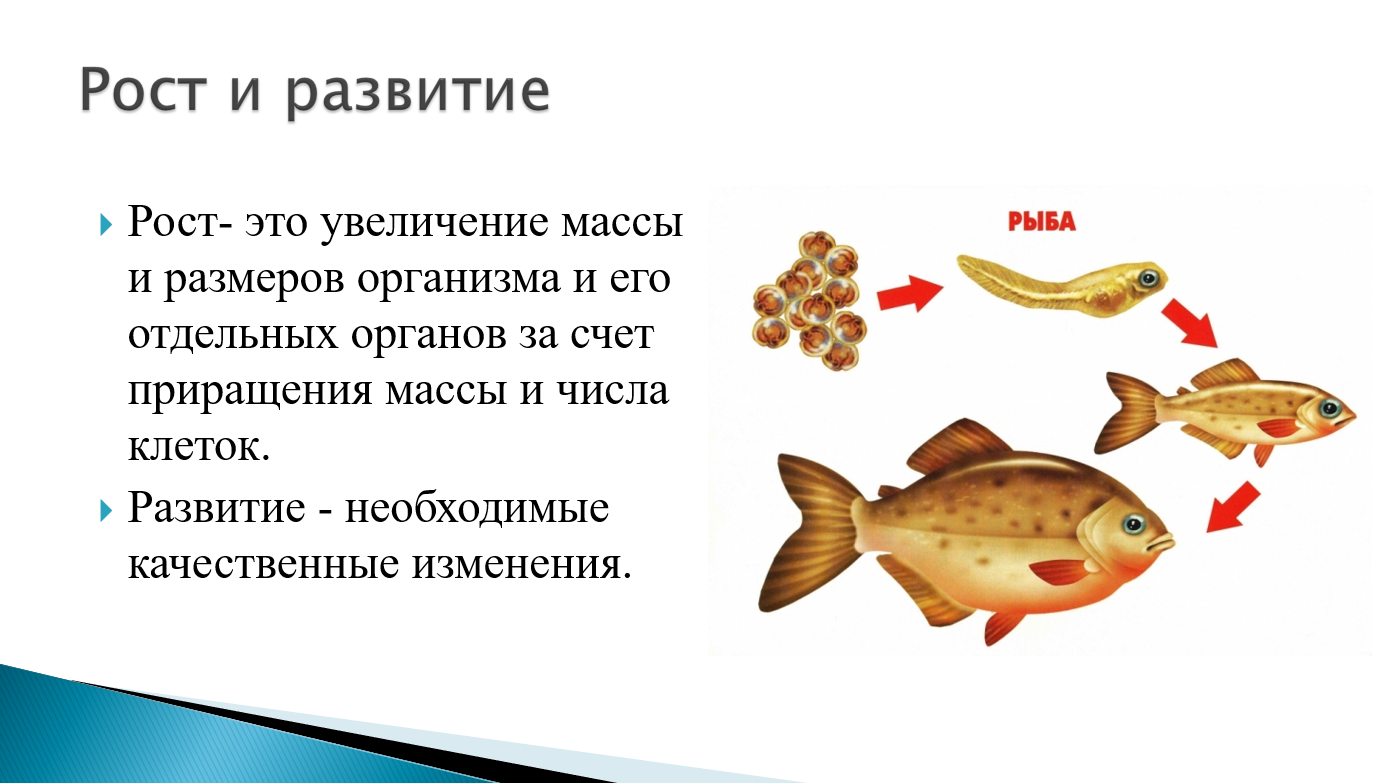 Рост и развитие
Рост- это увеличение массы
и размеров организма и его
отдельных органов за счет
приращения массы и числа
клеток.
Развитие - необходимые
качественные изменения.
РЫБА